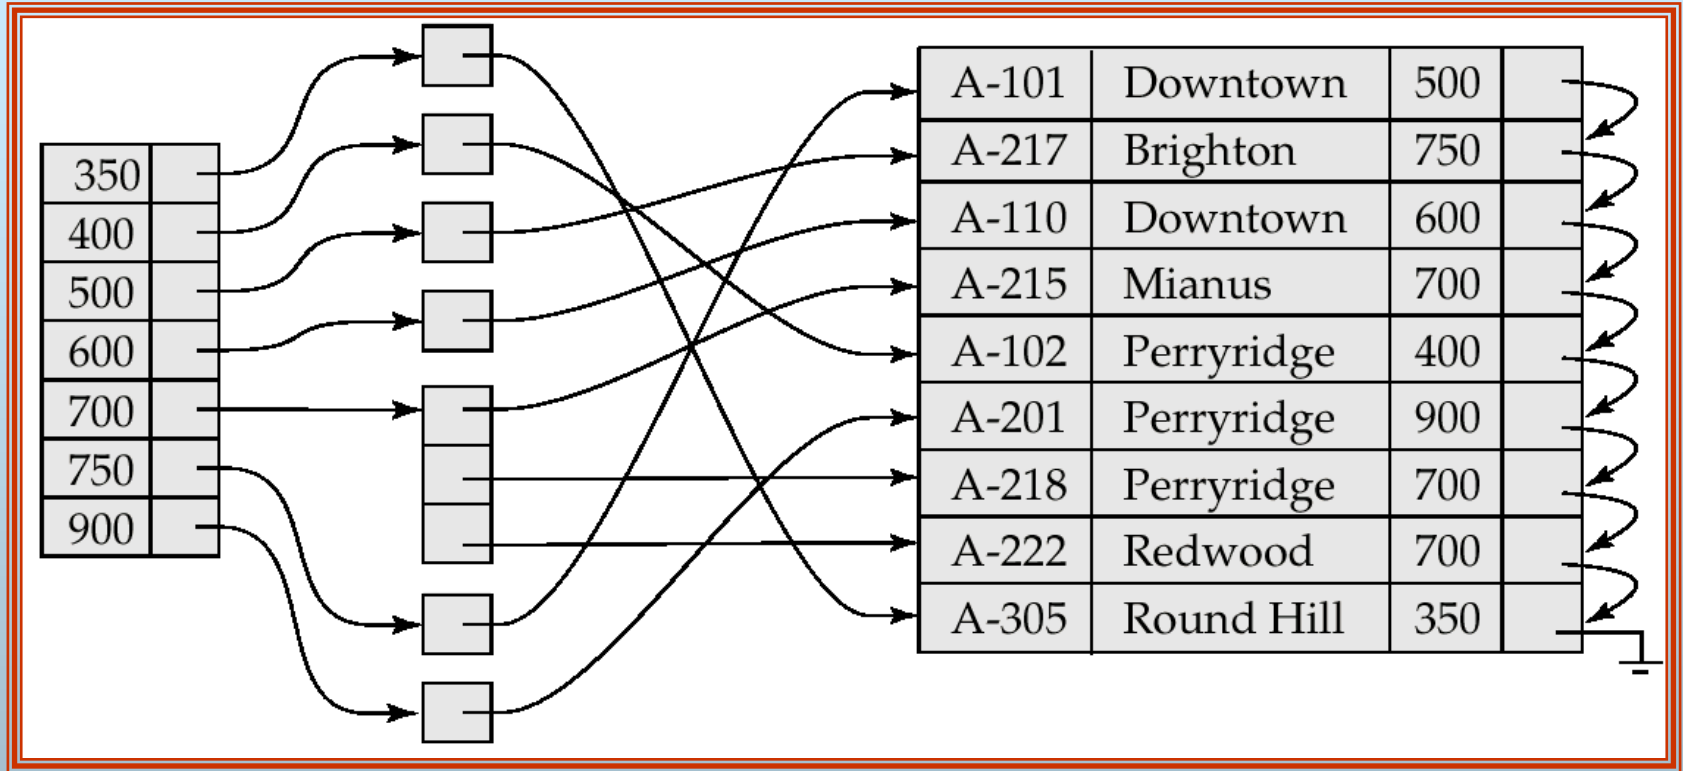 350
400
500
600
700
750
900
A-101 Downtown 500
A-217 Brighton 750
A-110 Downtown 600
A-215 Mianus 700
A-102 Perryridge 400
A-201 Perryridge 900
A-218 Perryridge 700
A-222 Redwood 700
A-305 Round Hill 350